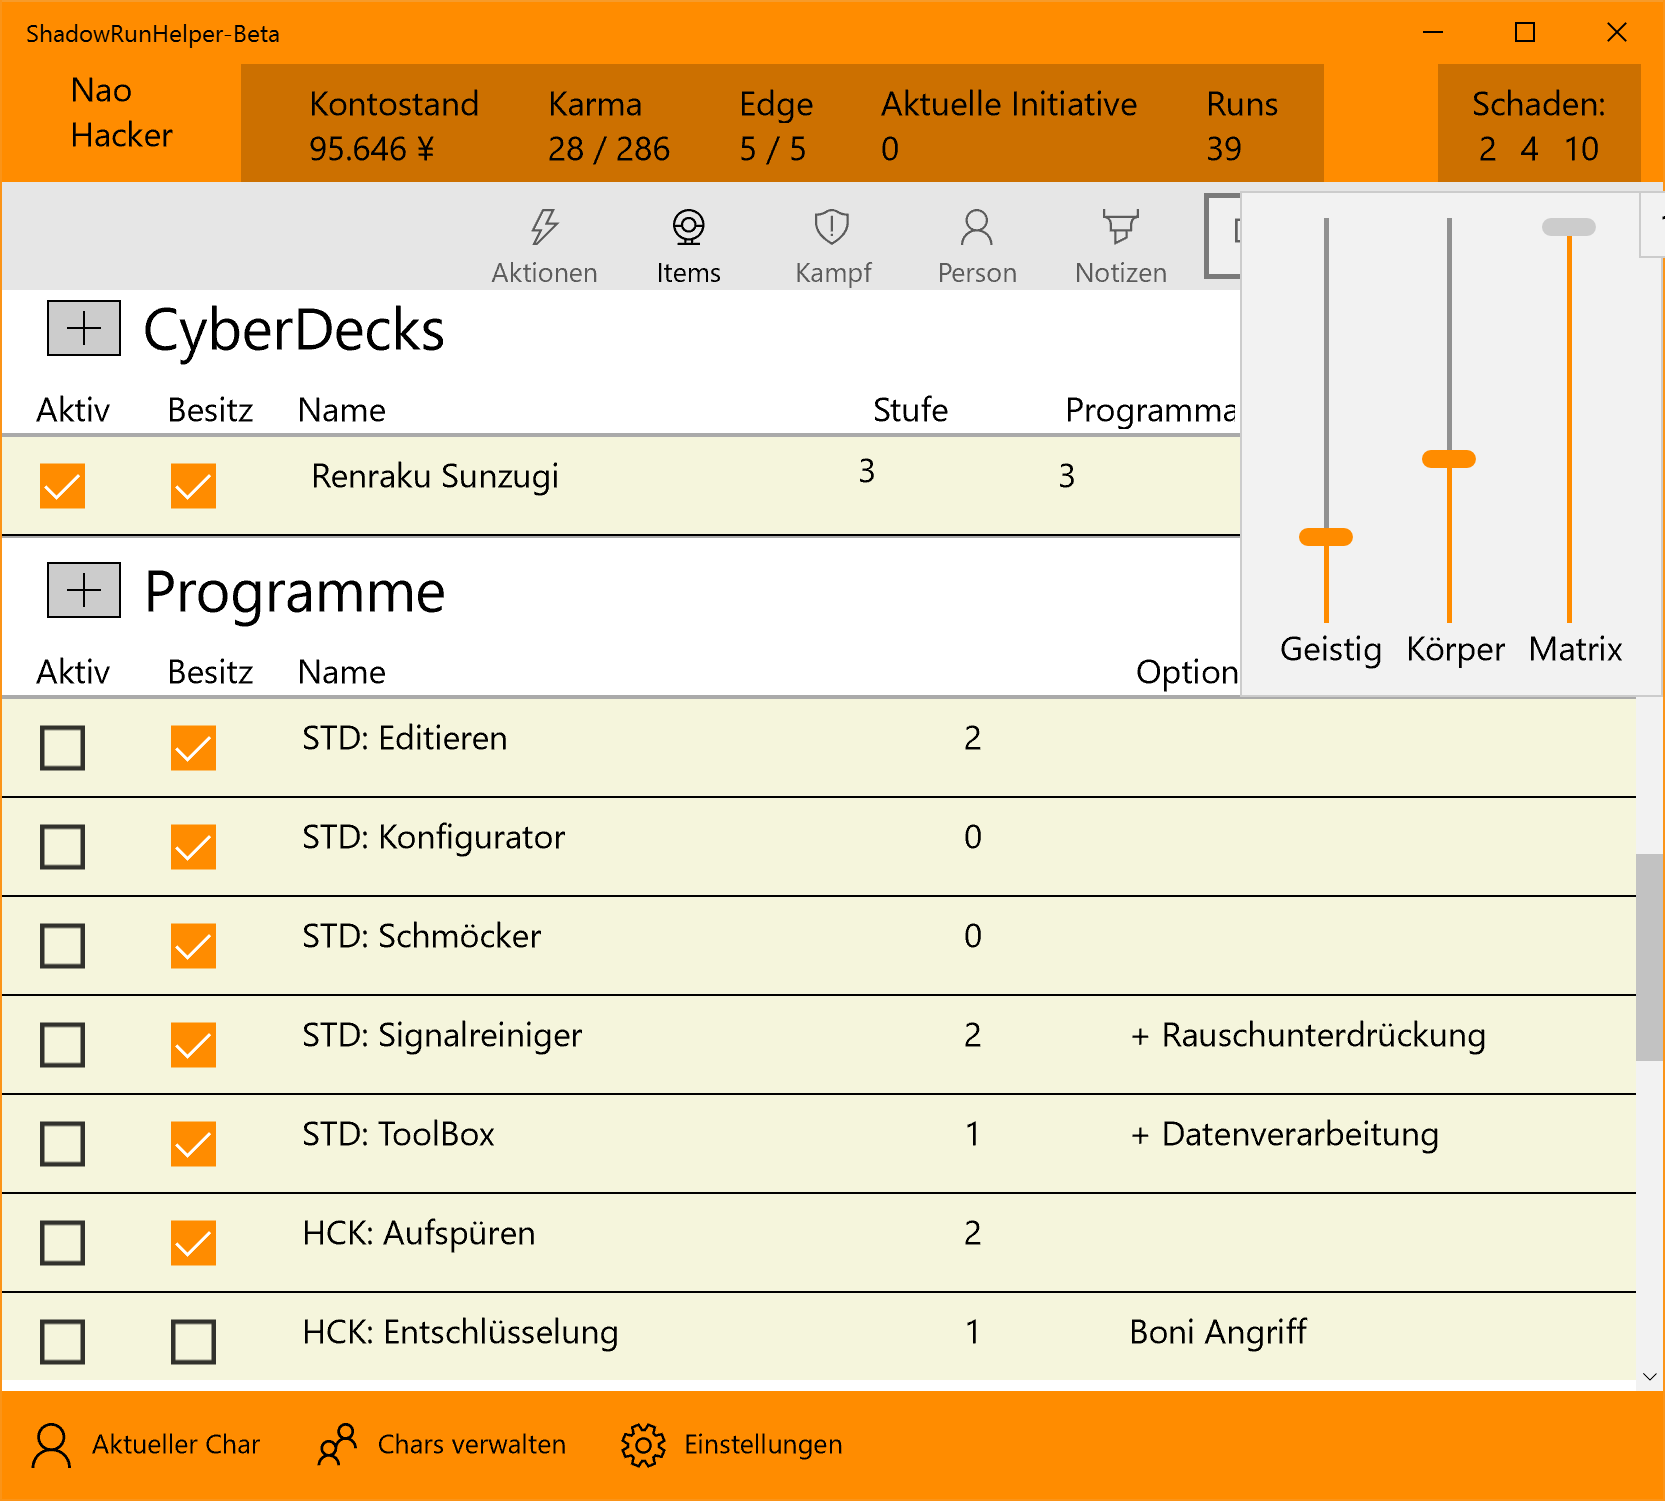 ShadowRunHelper-Beta
Nao
Hacker
Kontostand Karma Edge Aktuelle Initiative Runs Schaden:
95.646 ¥ 28 / 286 5 / 5 0 39 2 4 10
Aktionen Items Kampf Person Notizen
CyberDecks
Aktiv Besitz Name Stufe Programma
Renraku Sunzugi 3 3
Programme
Geistig Körper Matrix
Aktiv Besitz Name Option
STD: Editieren 2
STD: Konfigurator 0
STD: Schmöcker 0
STD: Signalreiniger 2 + Rauschunterdrückung
STD: ToolBox 1 + Datenverarbeitung
HCK: Aufspüren 2
HCK: Entschlüsselung 1 Boni Angriff
Aktueller Char Chars verwalten Einstellungen